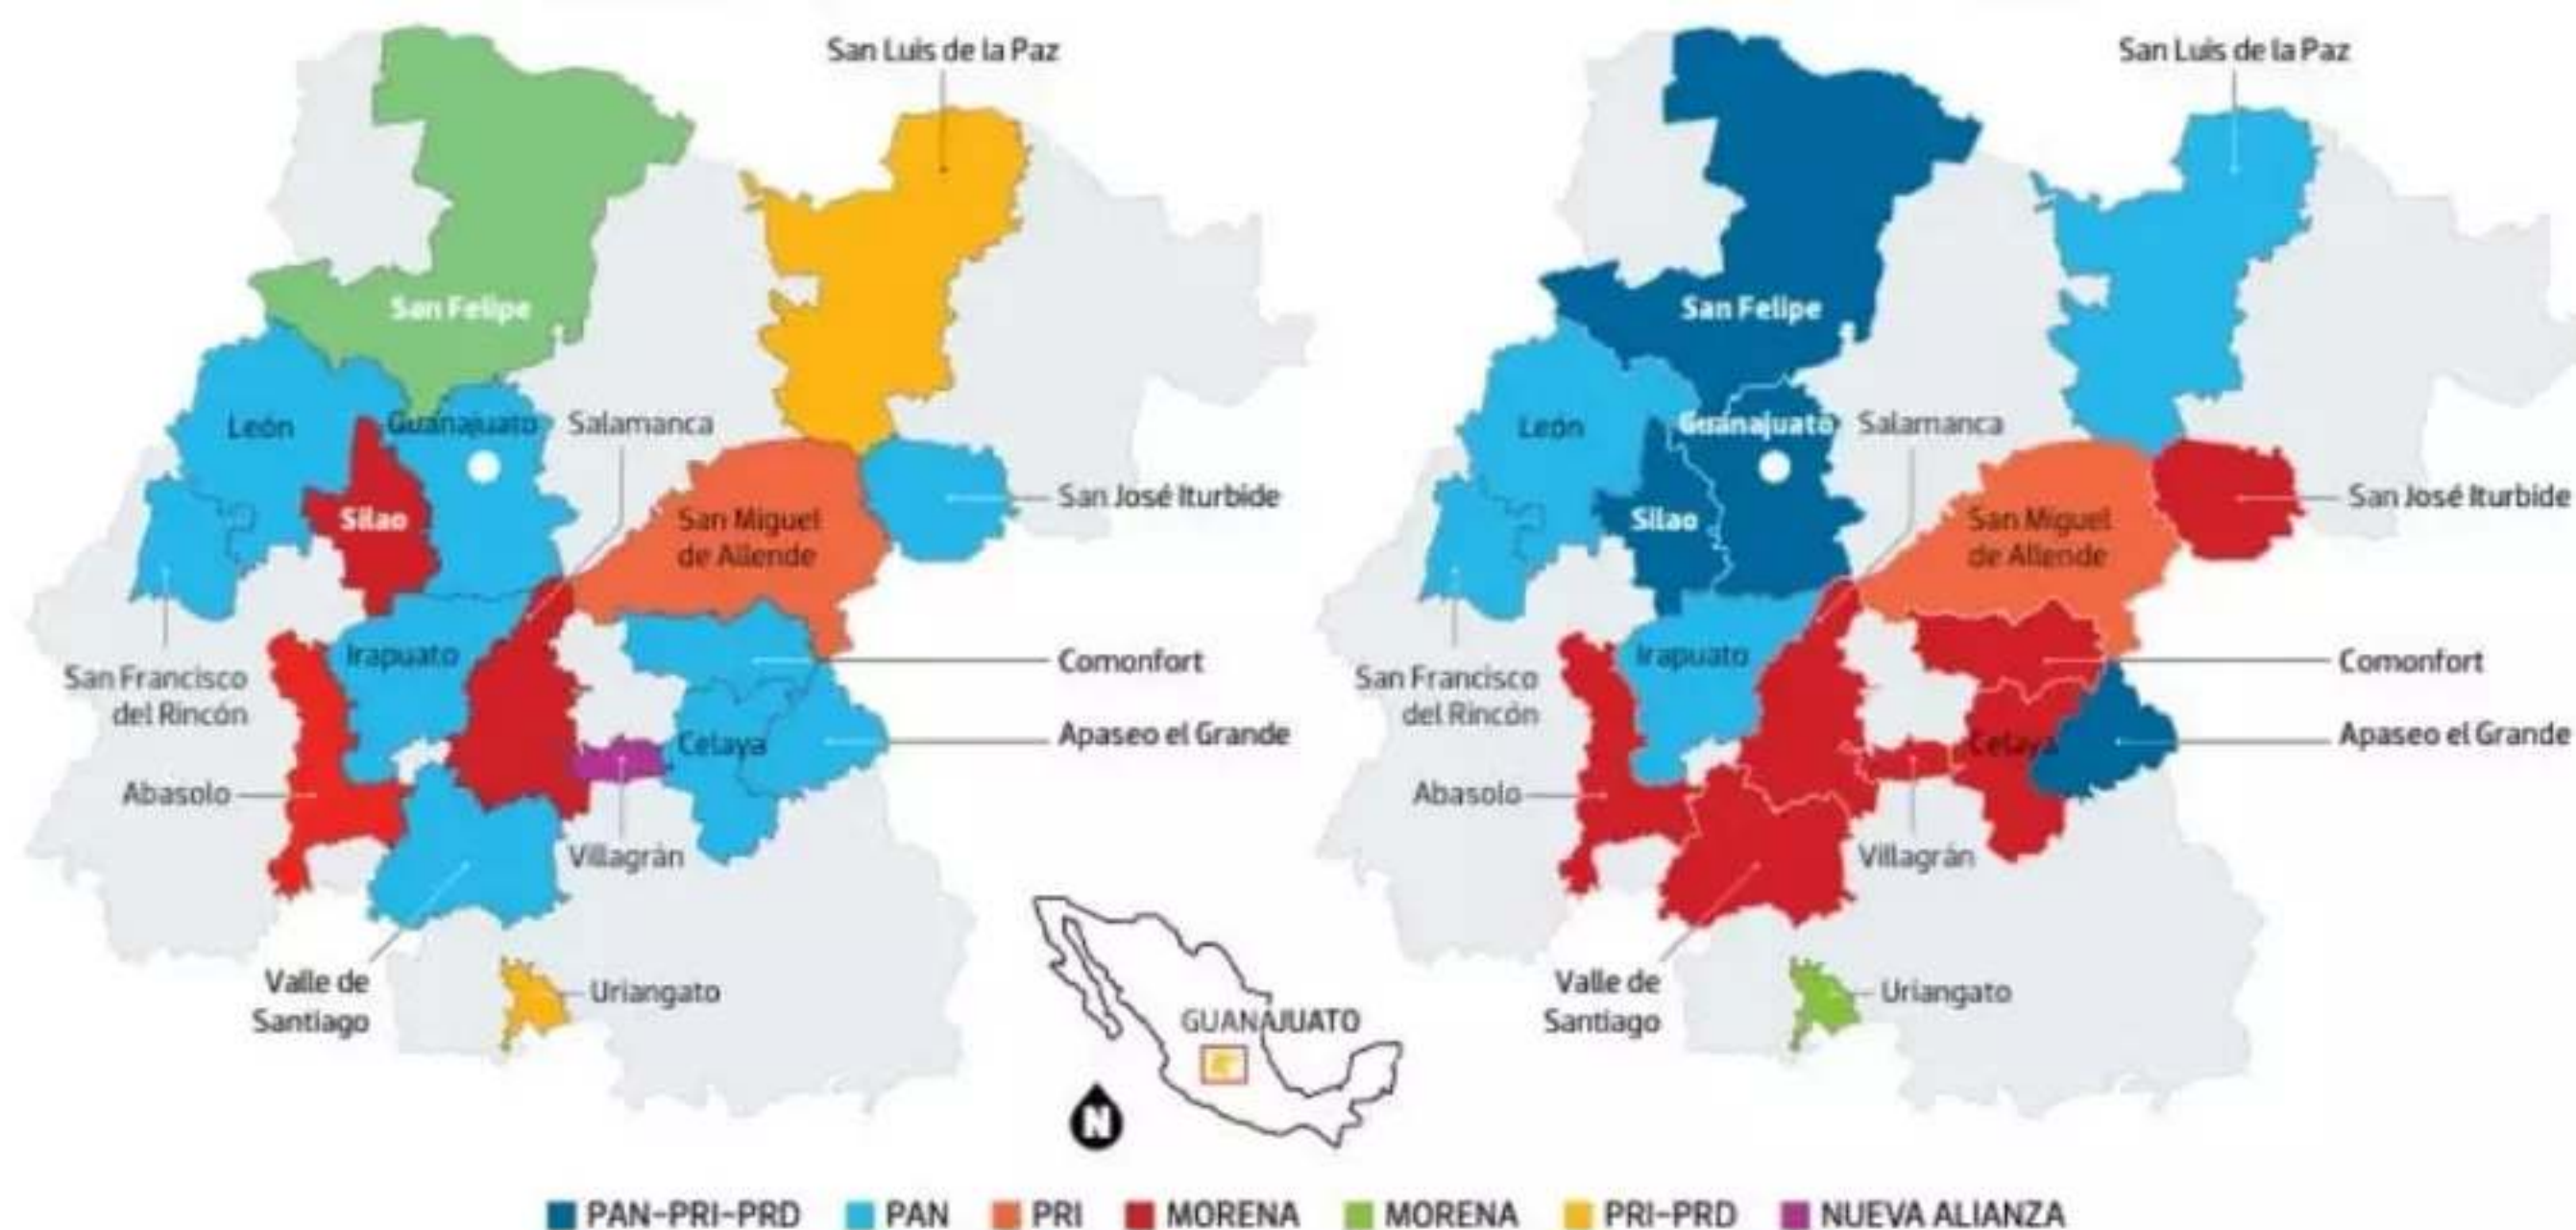 San Luis de la Paz
San Felipe
León
Guanajuato
Salamanca
Silao
San Miguel
de Allende
San José Iturbide
Irapuato
San Francisco
del Rincón
Comonfort
Celaya
Apaseo el Grande
Abasolo
Villagrán
Valle de
Santiago
Uriangato
San Luis de la Paz
San Felipe
León
Guanajuato
Salamanca
Silao
San Miguel
de Allende
San José Iturbide
Irapuato
San Francisco
del Rincón
Comonfort
Celaya
Apaseo el Grande
Abasolo
Villagrán
Valle de
Santiago
Uriangato
GUANAJUATO
N
PAN-PRI-PRD PAN PRI MORENA MORENA PRI-PRD NUEVA ALIANZA